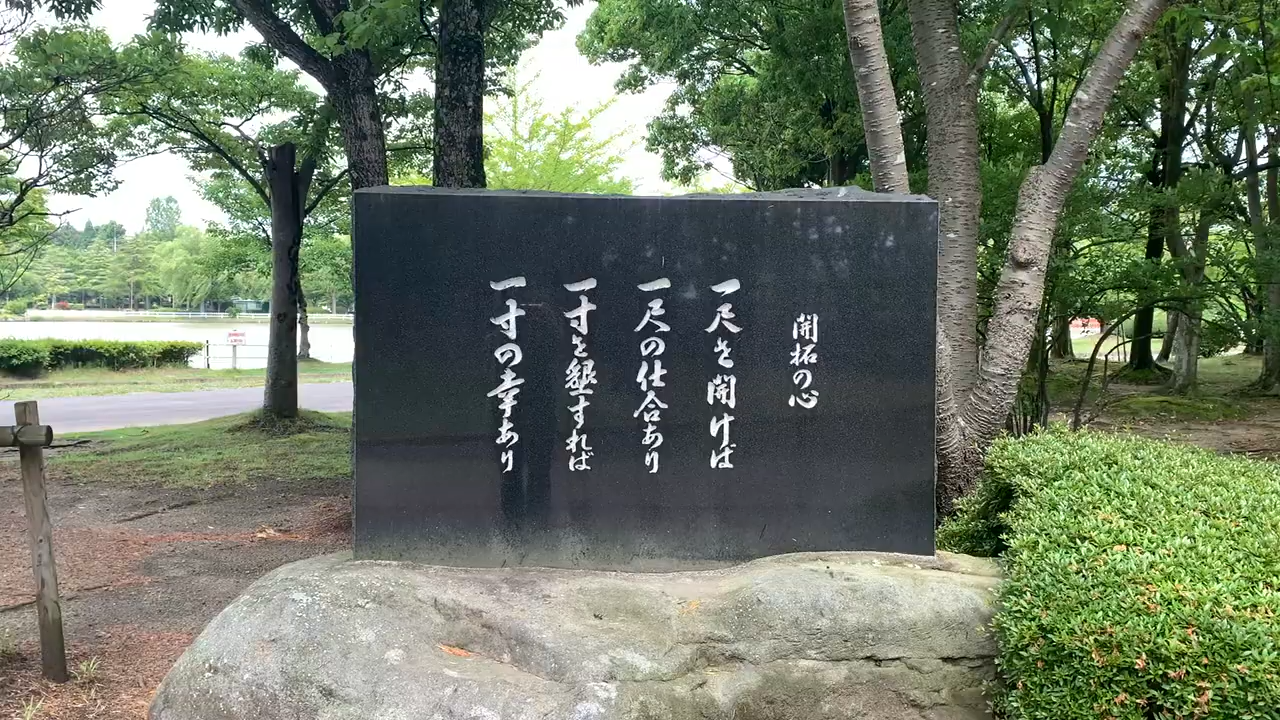 開拓の心
一尺を開けば
一尺の仕合あり
一寸を墾すれば
一寸の幸あり